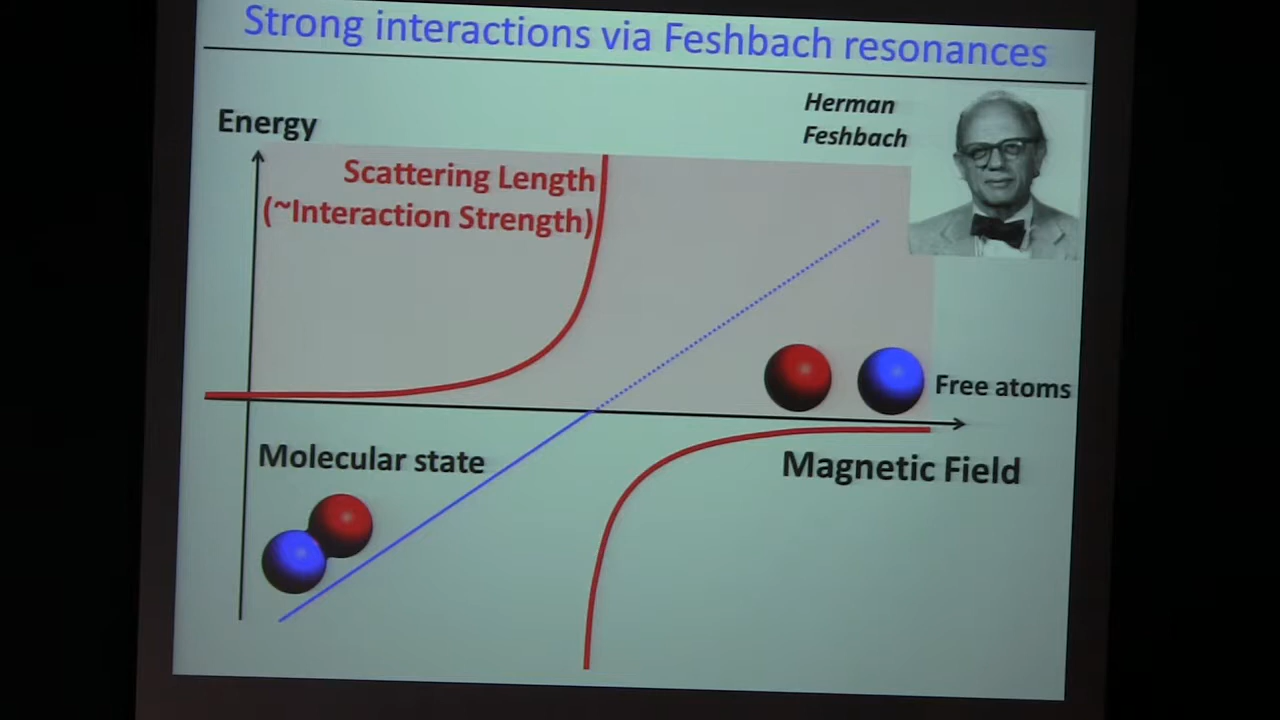 Strong interactions via Feshbach resonances
Herman
Feshbach
Energy
Scattering Length
(~Interaction Strength)
Free atoms
Molecular state
Magnetic Field